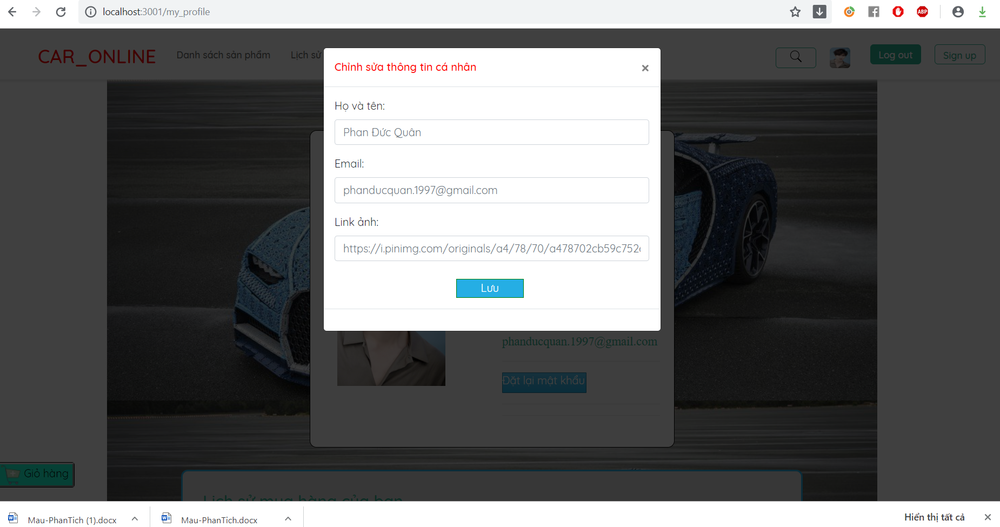 localhost:3001/my_profile
ABP
CAR_ONLINE
Danh sách sản phẩm
Lịch sử
Log out
Sign up
Chỉnh sửa thông tin cá nhân
×
Họ và tên:
Phan Đức Quân
Email:
phanducquan.1997@gmail.com
Link ảnh:
https://i.pinimg.com/originals/a4/78/70/a478702cb59c752e
Lưu
phanducquan.1997@gmail.com
Đặt lại mật khẩu
Giỏ hàng
Lịch sử mua hàng của bạn
Mau-PhanTich (1).docx
Mau-PhanTich.docx
Hiển thị tất cả